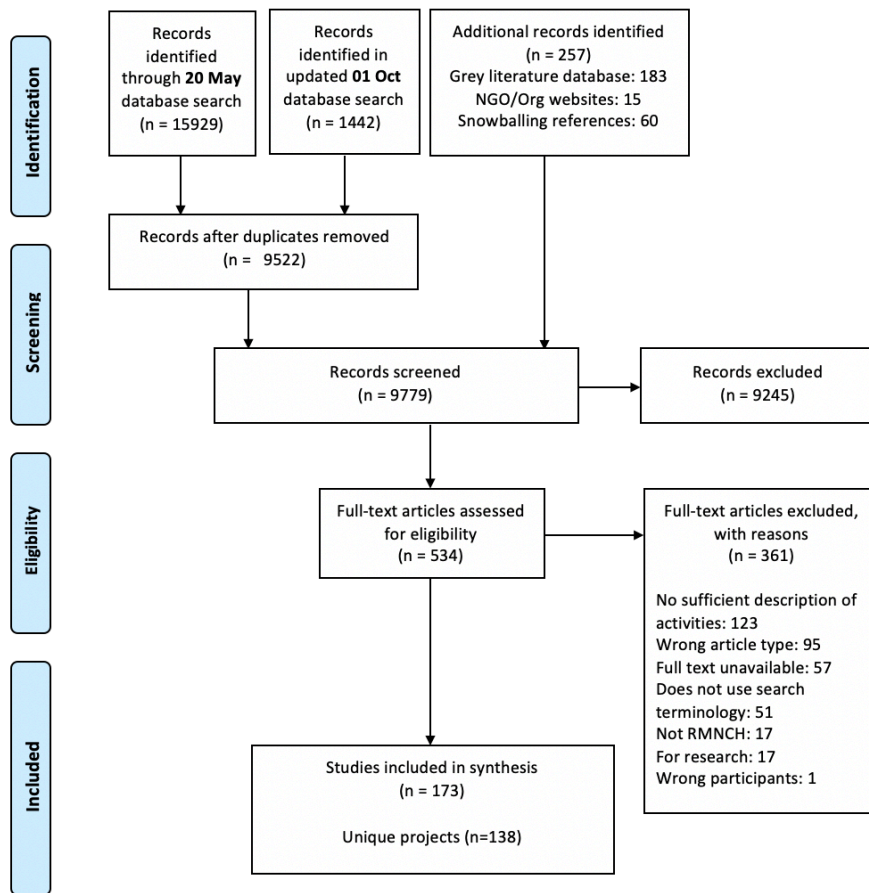 Identification
Records
identified
through 20 May
database search
(n = 15929)
Records
identified in
updated 01 Oct
database search
(n = 1442)
Additional records identified
(n = 257)
Grey literature database: 183
NGO/Org websites: 15
Snowballing references: 60
Records after duplicates removed
(n = 9522)
Screening
Records screened
(n = 9779)
Records excluded
(n = 9245)
Eligibility
Full-text articles assessed
for eligibility
(n = 534)
Full-text articles excluded,
with reasons
(n = 361)
No sufficient description of
activities: 123
Wrong article type: 95
Full text unavailable: 57
Does not use search
terminology: 51
Not RMNCH: 17
For research: 17
Wrong participants: 1
Included
Studies included in synthesis
(n = 173)
Unique projects (n=138)